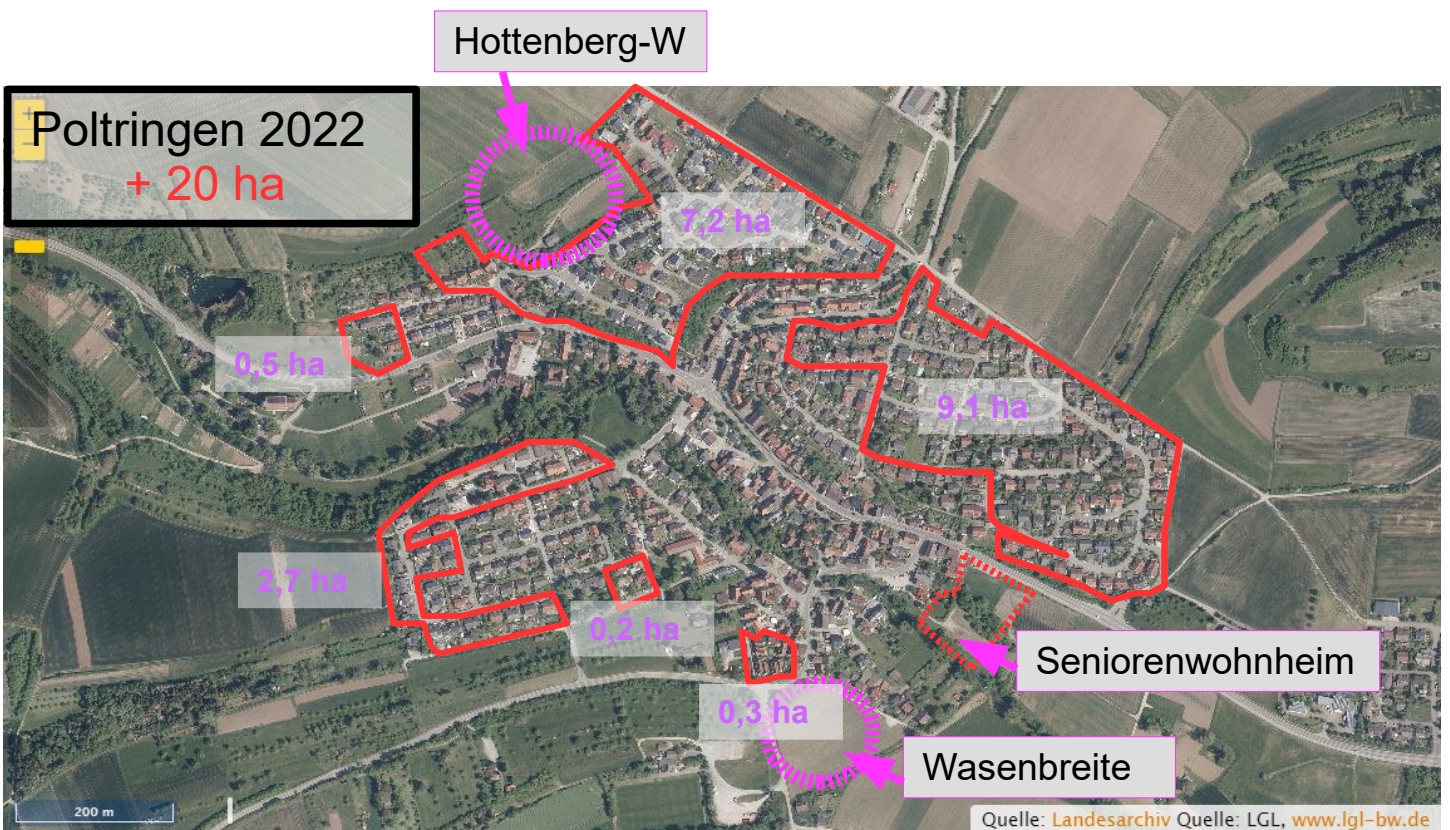 Hottenberg-W
Poltringen 2022
+ 20 ha
7,2 ha
0,5 ha
9,1 ha
2,7 ha
0,2 ha
Seniorenwohnheim
0,3 ha
Wasenbreite
200 m
Quelle: Landesarchiv Quelle: LGL, www.lgl-bw.de